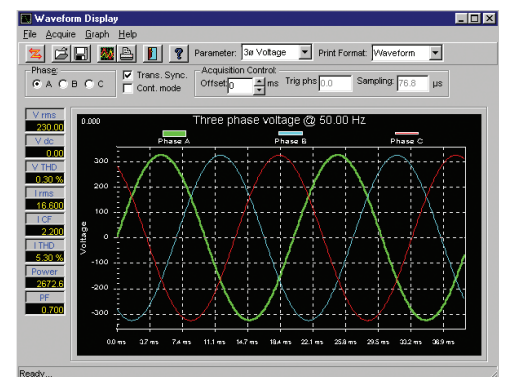 Waveform Display
File Acquire Graph Help
Parameter: 3ø Voltage Print Format: Waveform
Phase:
A B C
Trans. Sync.
Cont. mode
Acquisition Control:
Offset: 0 ms Trig phs 0.0 Sampling: 76.8 µs
V rms
230.00
V dc
0.00
V THD
0.30 %
I rms
16.600
I CF
2.200
I THD
5.30 %
Power
2672.6
PF
0.700
0.000 Three phase voltage @ 50.00 Hz
Phase A Phase B Phase C
Voltage
300
200
100
0
-100
-200
-300
0.0 ms 3.7 ms 7.4 ms 11.1 ms 14.7 ms 18.4 ms 22.1 ms 25.8 ms 29.5 ms 33.2 ms 36.9 ms
Ready...